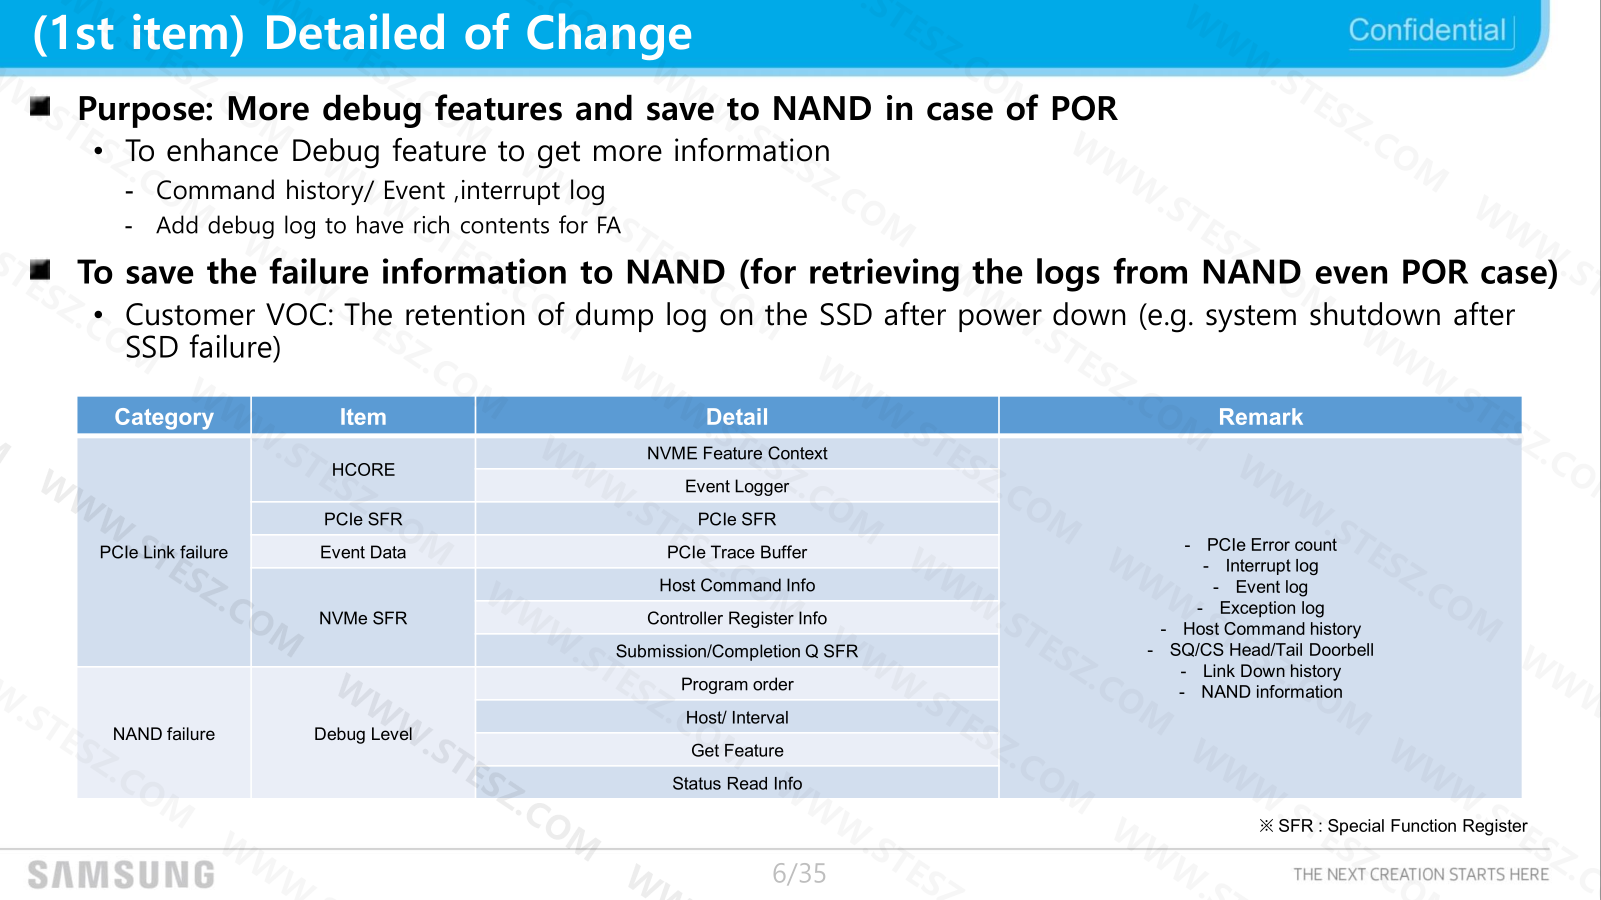 (1st item) Detailed of Change
Confidential
Purpose: More debug features and save to NAND in case of POR
• To enhance Debug feature to get more information
- Command history/ Event ,interrupt log
- Add debug log to have rich contents for FA
To save the failure information to NAND (for retrieving the logs from NAND even POR case)
• Customer VOC: The retention of dump log on the SSD after power down (e.g. system shutdown after
SSD failure)
Category Item Detail Remark
PCIe Link failure
HCORE
NVME Feature Context
Event Logger
PCIe SFR
PCIe SFR
Event Data
PCIe Trace Buffer
NVMe SFR
Host Command Info
Controller Register Info
Submission/Completion Q SFR
NAND failure
Debug Level
Program order
Host/ Interval
Get Feature
Status Read Info
- PCIe Error count
- Interrupt log
- Event log
- Exception log
- Host Command history
- SQ/CS Head/Tail Doorbell
- Link Down history
- NAND information
※ SFR : Special Function Register
SAMSUNG
6/35
THE NEXT CREATION STARTS HERE
WWW.STESZ.COM